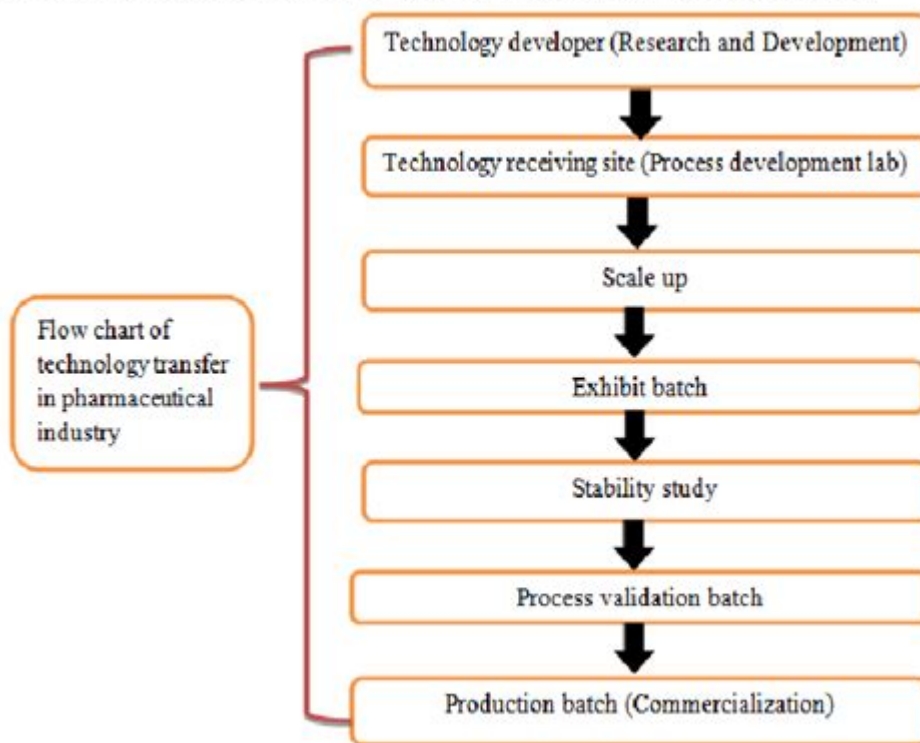 Technology developer (Research and Development)
Technology receiving site (Process development lab)
Scale up
Flow chart of
technology transfer
in pharmaceutical
industry
Exhibit batch
Stability study
Process validation batch
Production batch (Commercialization)